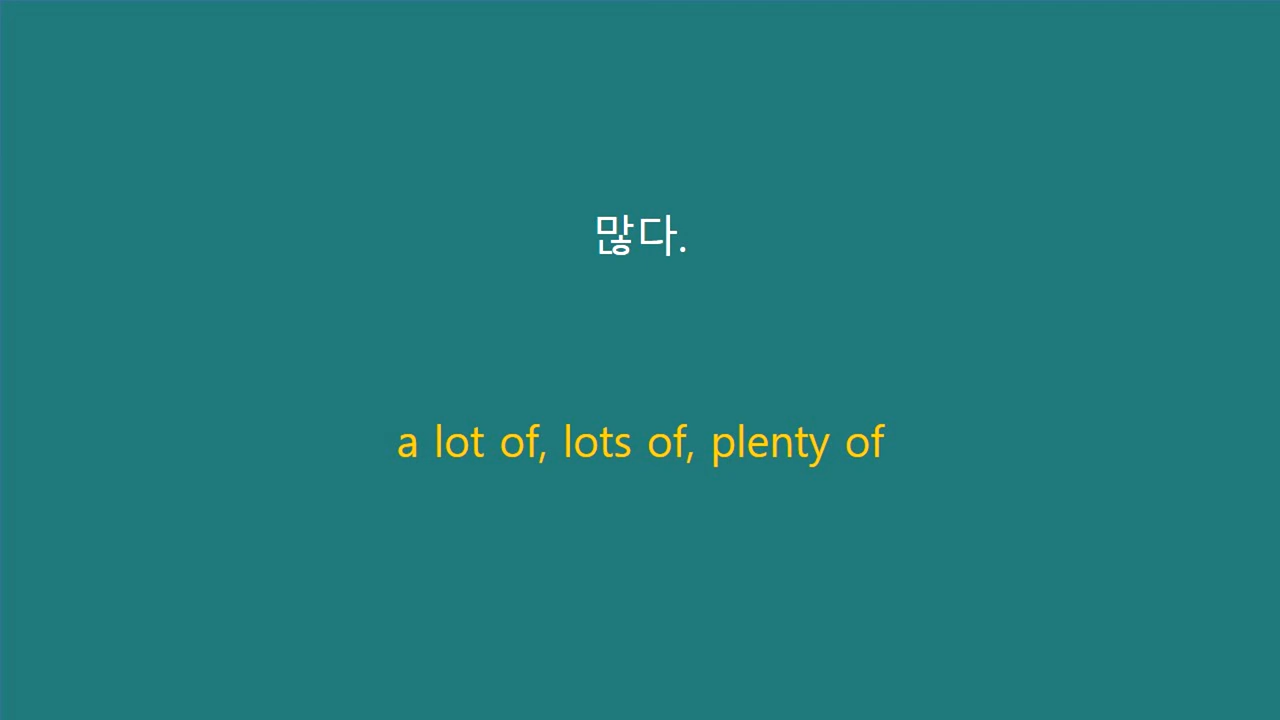 많다.
a lot of, lots of, plenty of